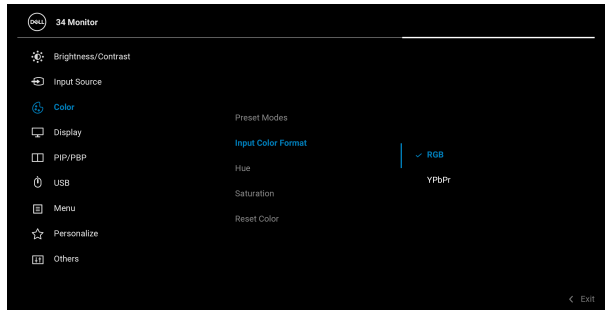 DELL
34 Monitor
Brightness/Contrast
Input Source
Color
Display
PIP/PBP
USB
Menu
Personalize
Others
Preset Modes
Input Color Format
Hue
Saturation
Reset Color
RGB
YPbPr
Exit